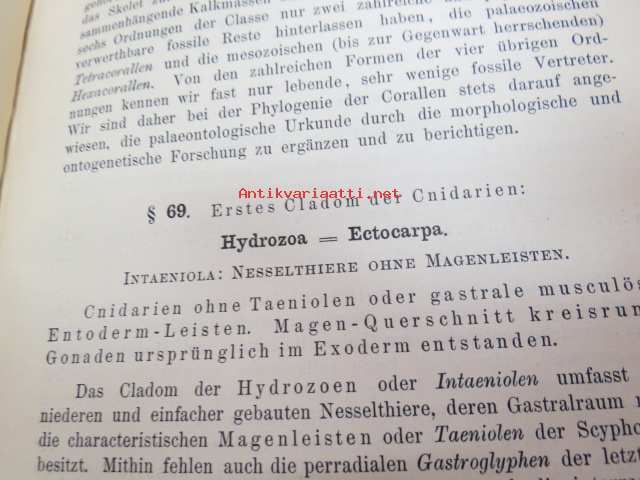 das Skelet
sammenhängende Kalkmassen
sechs Ordnungen der Classe nur zwei zahlreiche
verwerthbare fossile Reste hinterlassen haben, die palaeozoischen
Tetracorallen und die mesozoischen (bis zur Gegenwart herrschenden)
Hexacorallen. Von den zahlreichen Formen der vier übrigen Ord-
nungen kennen wir fast nur lebende, sehr wenige fossile Vertreter.
Wir sind daher bei der Phylogenie der Corallen stets darauf ange-
wiesen, die palaeontologische Urkunde durch die morphologische und
ontogenetische Forschung zu ergänzen und zu berichtigen.
Antikvariaatti.net
§ 69. Erstes Cladom der Cnidarien:
Hydrozoa = Ectocarpa.
Intaeniola: Nesselthiere ohne Magenleisten.
Cnidarien ohne Taeniolen oder gastrale musculös
Entoderm-Leisten. Magen-Querschnitt kreisrun
Gonaden ursprünglich im Exoderm entstanden.
Das Cladom der Hydrozoen oder Intaeniolen umfasst
niederen und einfacher gebauten Nesselthiere, deren Gastralraum
die characteristischen Magenleisten oder Taeniolen der Scypho
besitzt. Mithin fehlen auch die perradialen Gastroglyphen der letzt